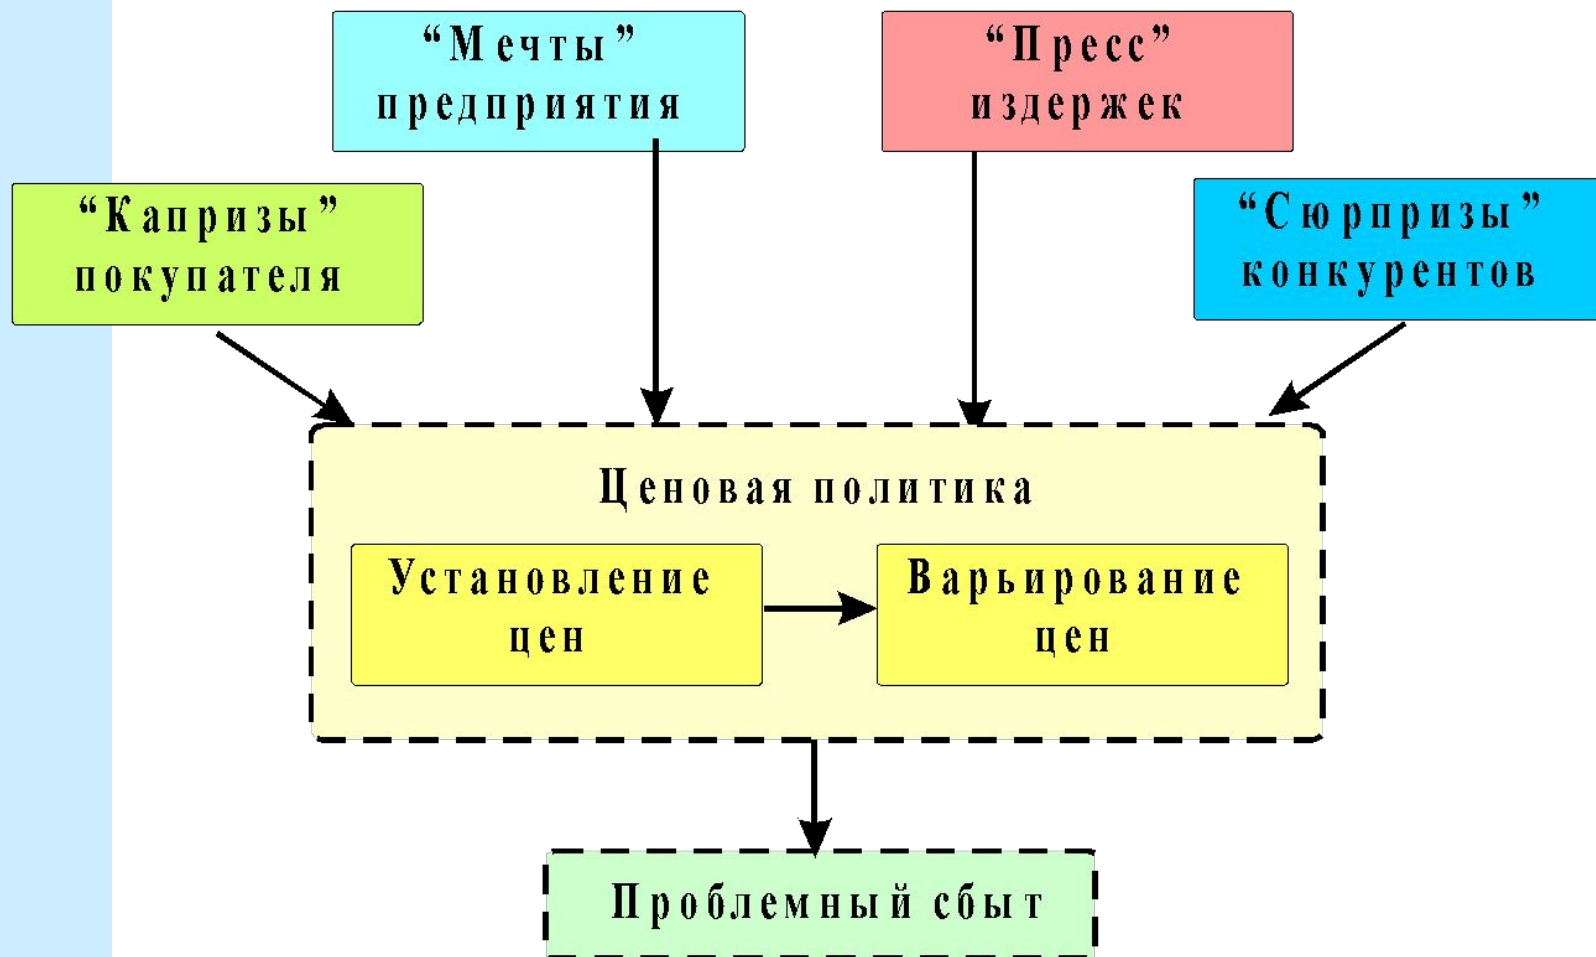 “Мечты”
предприятия
“Пресс”
издержек
“Капризы”
покупателя
“Сюрпризы”
конкурентов
Ценовая политика
Установление
цен
Варьирование
цен
Проблемный сбыт